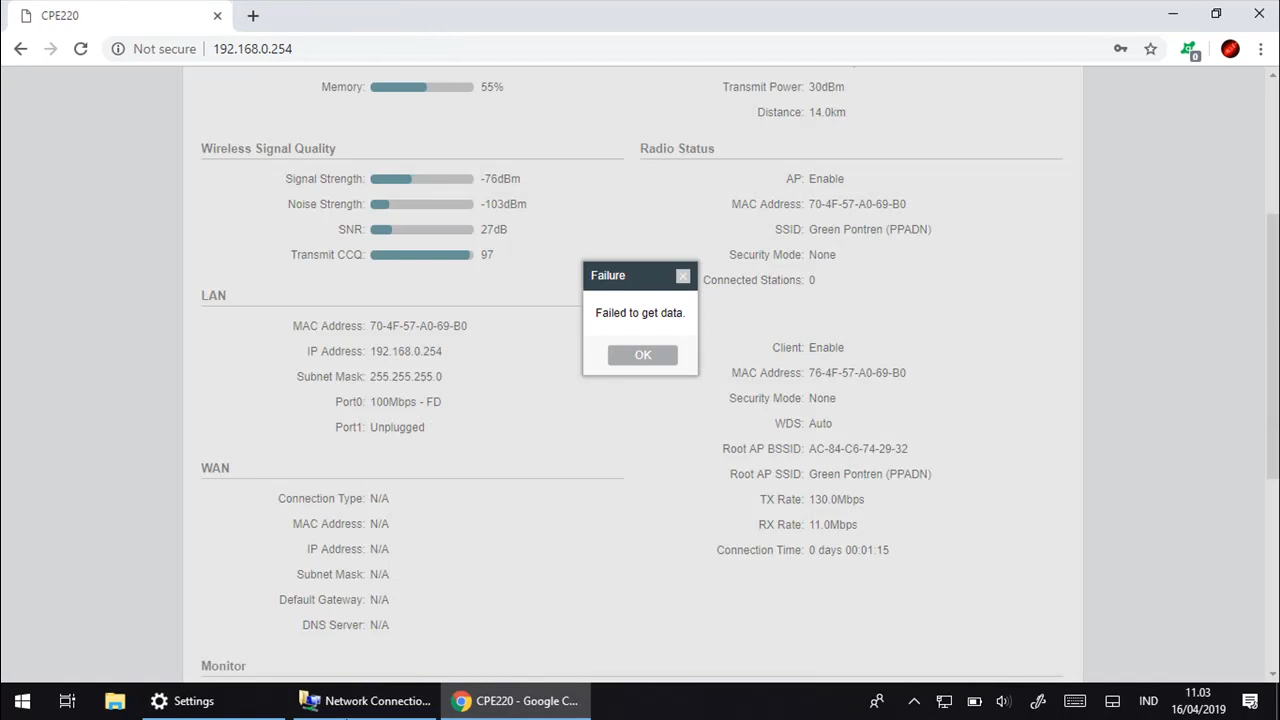 CPE220
Not secure
192.168.0.254
0
Memory: 55%
Transmit Power: 30dBm
Distance: 14.0km
Wireless Signal Quality
Signal Strength: -76dBm
Noise Strength: -103dBm
SNR: 27dB
Transmit CCQ: 97
Radio Status
AP: Enable
MAC Address: 70-4F-57-A0-69-B0
SSID: Green Pontren (PPADN)
Security Mode: None
Connected Stations: 0
Failure
Failed to get data.
OK
LAN
MAC Address: 70-4F-57-A0-69-B0
IP Address: 192.168.0.254
Subnet Mask: 255.255.255.0
Port0: 100Mbps - FD
Port1: Unplugged
Client: Enable
MAC Address: 76-4F-57-A0-69-B0
Security Mode: None
WDS: Auto
Root AP BSSID: AC-84-C6-74-29-32
Root AP SSID: Green Pontren (PPADN)
TX Rate: 130.0Mbps
RX Rate: 11.0Mbps
Connection Time: 0 days 00:01:15
WAN
Connection Type: N/A
MAC Address: N/A
IP Address: N/A
Subnet Mask: N/A
Default Gateway: N/A
DNS Server: N/A
Monitor
Settings
Network Connectio...
CPE220 - Google C...
IND
11.03
16/04/2019